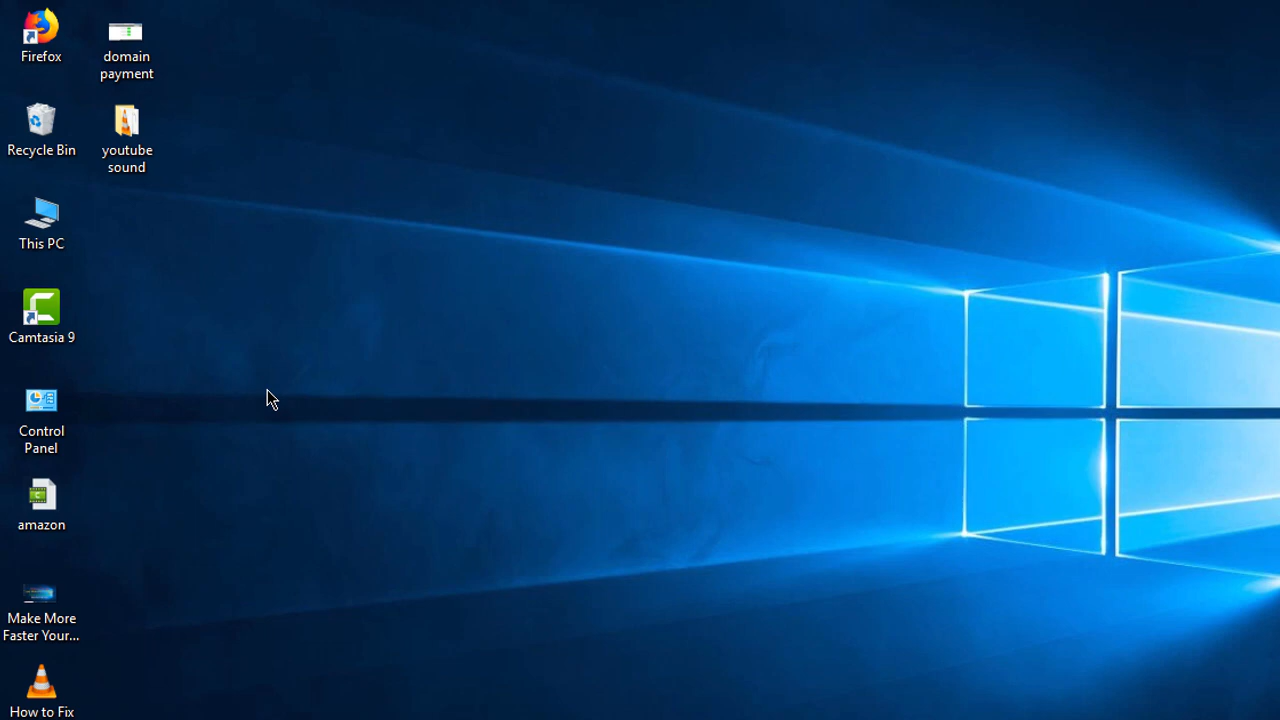 Firefox
domain
payment
Recycle Bin
youtube
sound
This PC
Camtasia 9
Control
Panel
amazon
Make More
Faster Your...
How to Fix